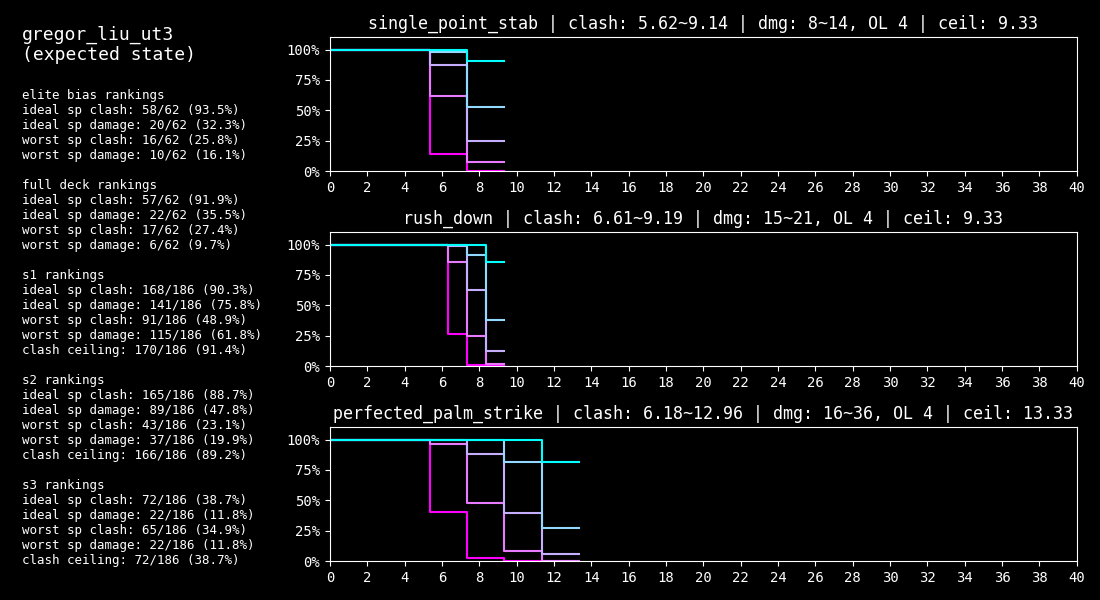 gregor_liu_ut3
(expected state)
elite bias rankings
ideal sp clash: 58/62 (93.5%)
ideal sp damage: 20/62 (32.3%)
worst sp clash: 16/62 (25.8%)
worst sp damage: 10/62 (16.1%)
full deck rankings
ideal sp clash: 57/62 (91.9%)
ideal sp damage: 22/62 (35.5%)
worst sp clash: 17/62 (27.4%)
worst sp damage: 6/62 (9.7%)
s1 rankings
ideal sp clash: 168/186 (90.3%)
ideal sp damage: 141/186 (75.8%)
worst sp clash: 91/186 (48.9%)
worst sp damage: 115/186 (61.8%)
clash ceiling: 170/186 (91.4%)
s2 rankings
ideal sp clash: 165/186 (88.7%)
ideal sp damage: 89/186 (47.8%)
worst sp clash: 43/186 (23.1%)
worst sp damage: 37/186 (19.9%)
clash ceiling: 166/186 (89.2%)
s3 rankings
ideal sp clash: 72/186 (38.7%)
ideal sp damage: 22/186 (11.8%)
worst sp clash: 65/186 (34.9%)
worst sp damage: 22/186 (11.8%)
clash ceiling: 72/186 (38.7%)
single_point_stab | clash: 5.62~9.14 | dmg: 8~14, OL 4 | ceil: 9.33
100%
75%
50%
25%
0%
0 2 4 6 8 10 12 14 16 18 20 22 24 26 28 30 32 34 36 38 40
rush_down | clash: 6.61~9.19 | dmg: 15~21, OL 4 | ceil: 9.33
100%
75%
50%
25%
0%
0 2 4 6 8 10 12 14 16 18 20 22 24 26 28 30 32 34 36 38 40
perfected_palm_strike | clash: 6.18~12.96 | dmg: 16~36, OL 4 | ceil: 13.33
100%
75%
50%
25%
0%
0 2 4 6 8 10 12 14 16 18 20 22 24 26 28 30 32 34 36 38 40